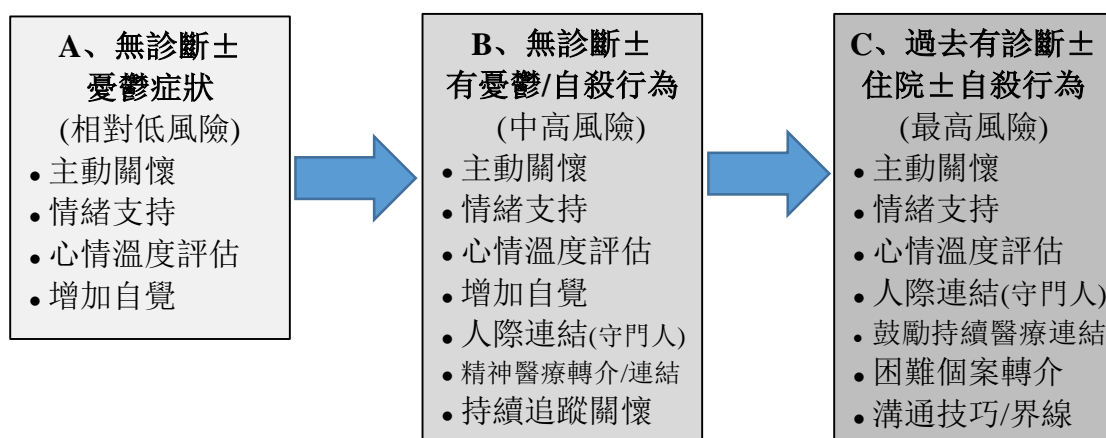 A、無診斷±
憂鬱症狀
(相對低風險)
• 主動關懷
• 情緒支持
• 心情溫度評估
• 增加自覺
B、無診斷±
有憂鬱/自殺行為
(中高風險)
• 主動關懷
• 情緒支持
• 心情溫度評估
• 增加自覺
• 人際連結(守門人)
• 精神醫療轉介/連結
• 持續追蹤關懷
C、過去有診斷±
住院±自殺行為
(最高風險)
• 主動關懷
• 情緒支持
• 心情溫度評估
• 人際連結(守門人)
• 鼓勵持續醫療連結
• 困難個案轉介
• 溝通技巧/界線